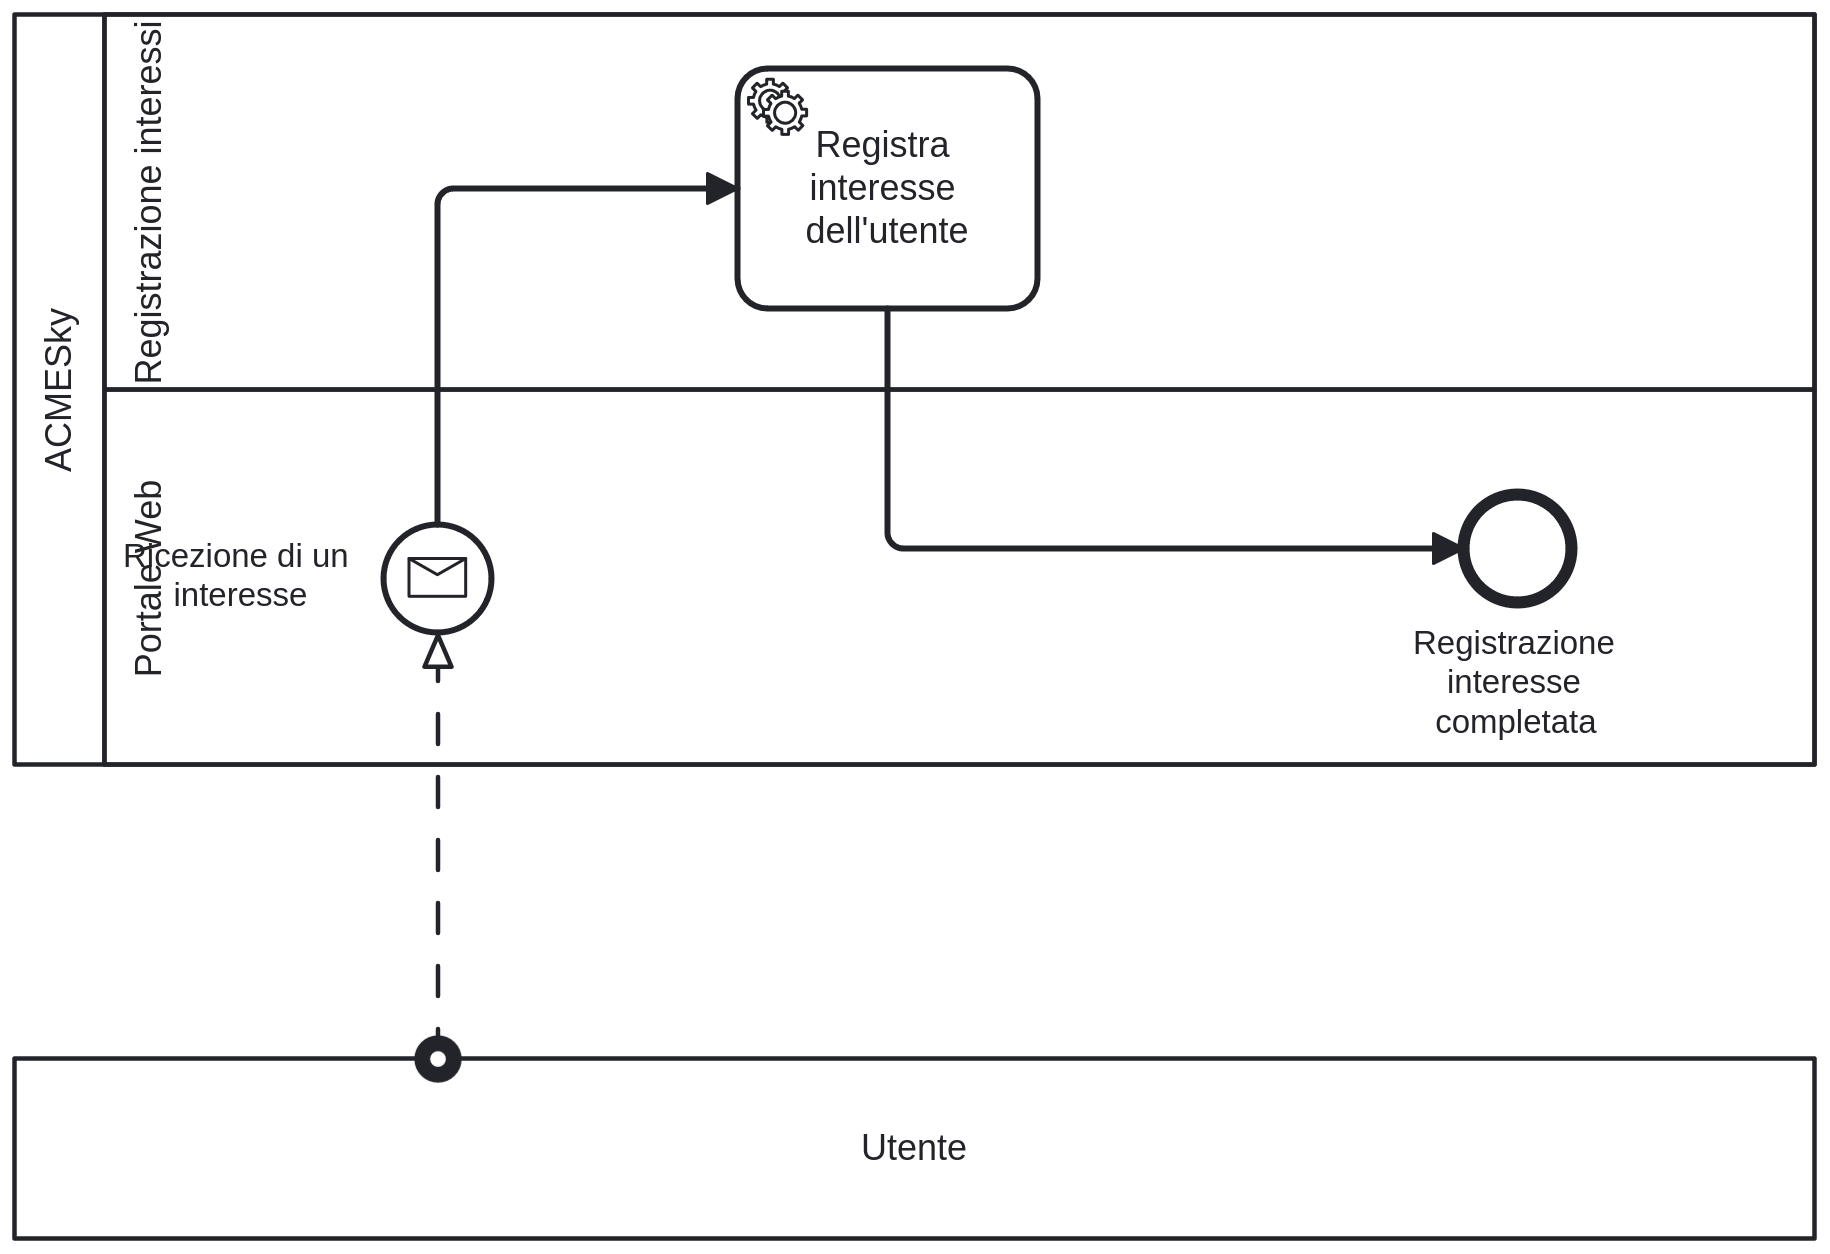 ACMESky
Registrazione interessi
Registra
interesse
dell'utente
Portale Web
Ricezione di un
interesse
Registrazione
interesse
completata
Utente